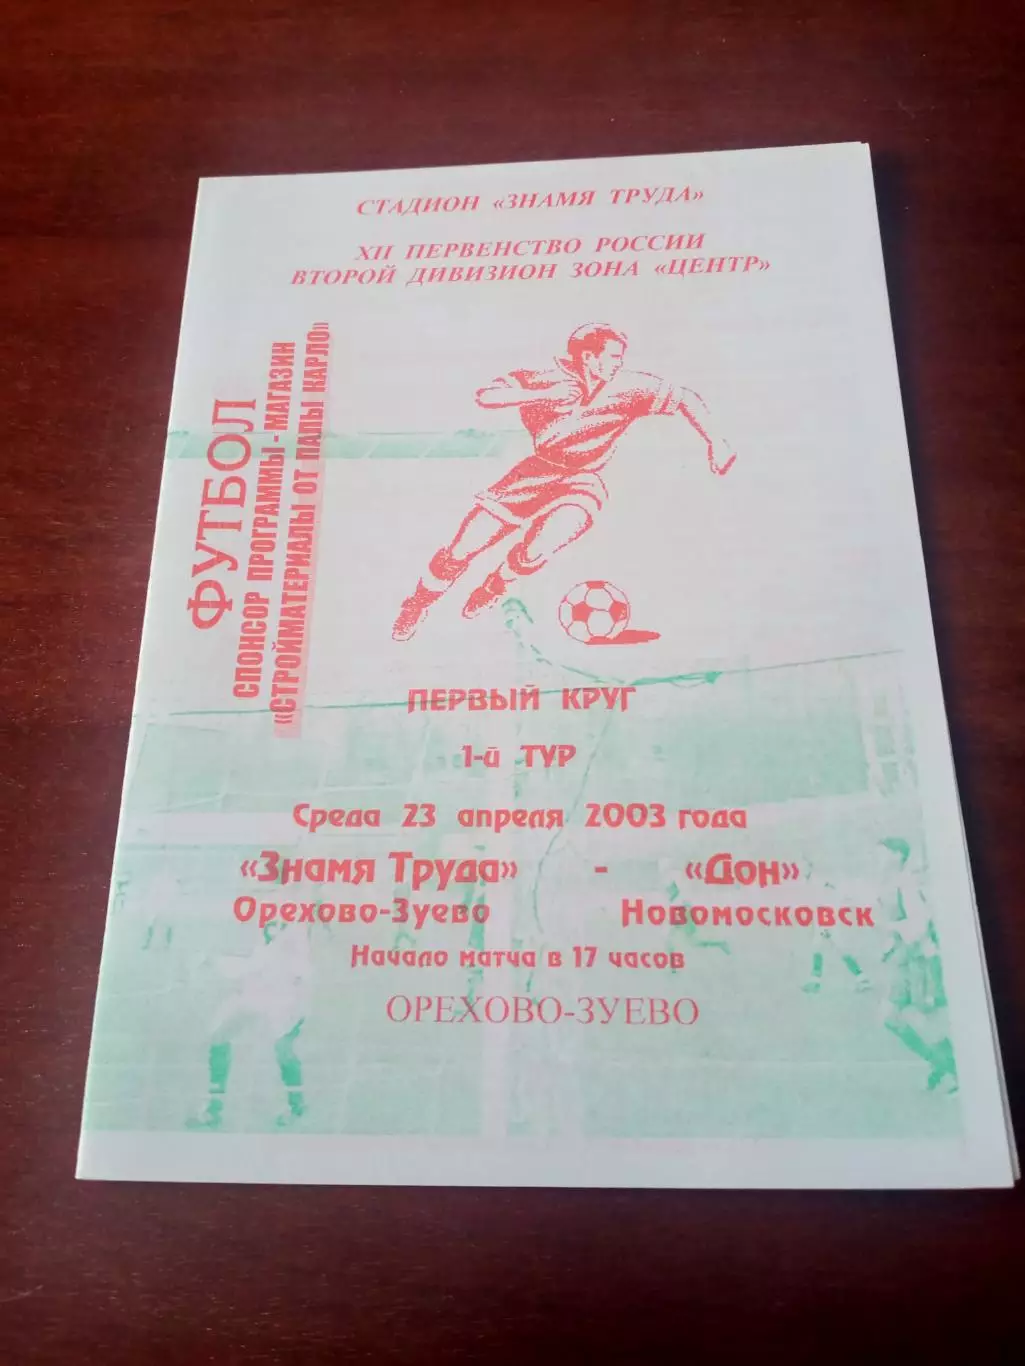 СТАДИОН «ЗНАМЯ ТРУДА»
XII ПЕРВЕНСТВО РОССИИ
ВТОРОЙ ДИВИЗИОН ЗОНА «ЦЕНТР»
ФУТБОЛ
СПОНСОР ПРОГРАММЫ - МАГАЗИН
«СТРОЙМАТЕРИАЛЫ ОТ ПАПЫ КАРЛО»
ПЕРВЫЙ КРУГ
1-й ТУР
Среда 23 апреля 2003 года
«Знамя Труда» - «Дон»
Орехово-Зуево Новомосковск
Начало матча в 17 часов
ОРЕХОВО-ЗУЕВО